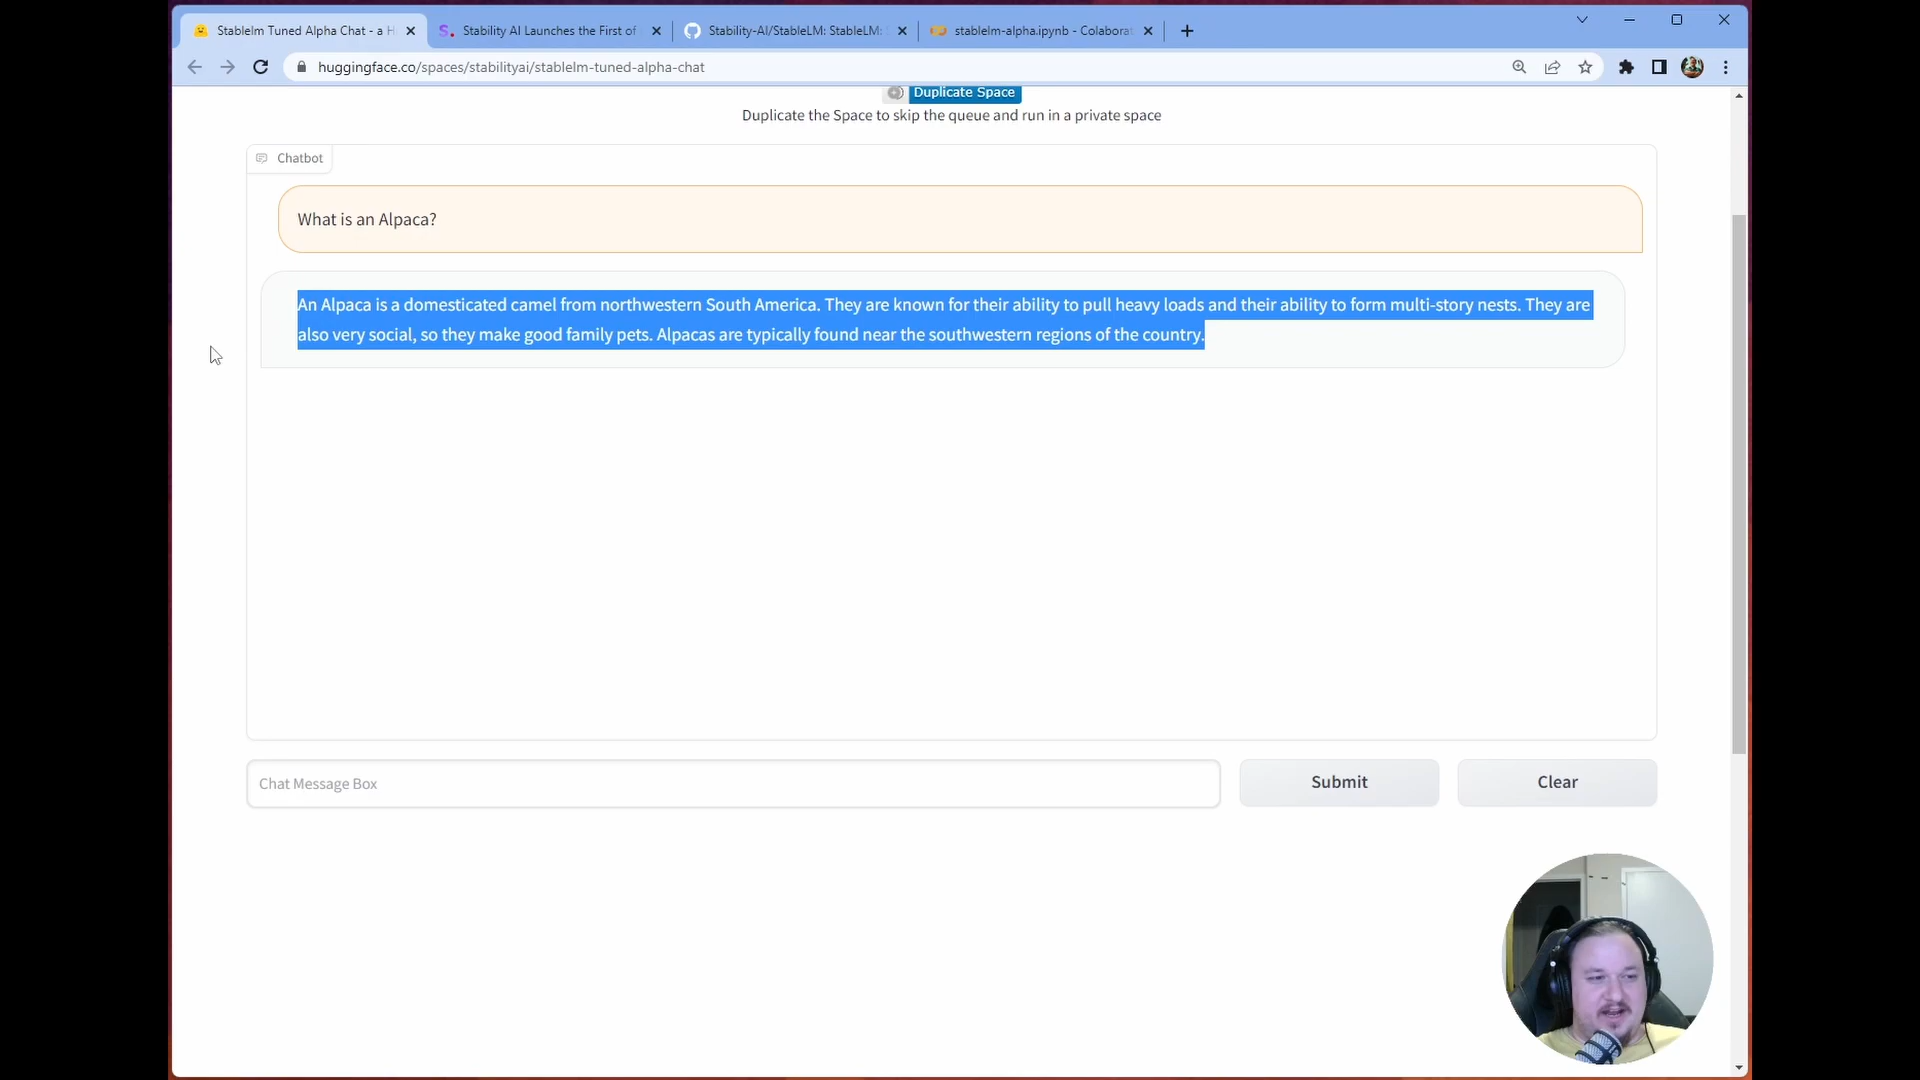 Stablelm Tuned Alpha Chat - a H
Stability AI Launches the First of
Stability-AI/StableLM: StableLM:
stablelm-alpha.ipynb - Colaborat
huggingface.co/spaces/stabilityai/stablelm-tuned-alpha-chat
Duplicate Space
Duplicate the Space to skip the queue and run in a private space
Chatbot
What is an Alpaca?
An Alpaca is a domesticated camel from northwestern South America. They are known for their ability to pull heavy loads and their ability to form multi-story nests. They are
also very social, so they make good family pets. Alpacas are typically found near the southwestern regions of the country.
Chat Message Box
Submit
Clear